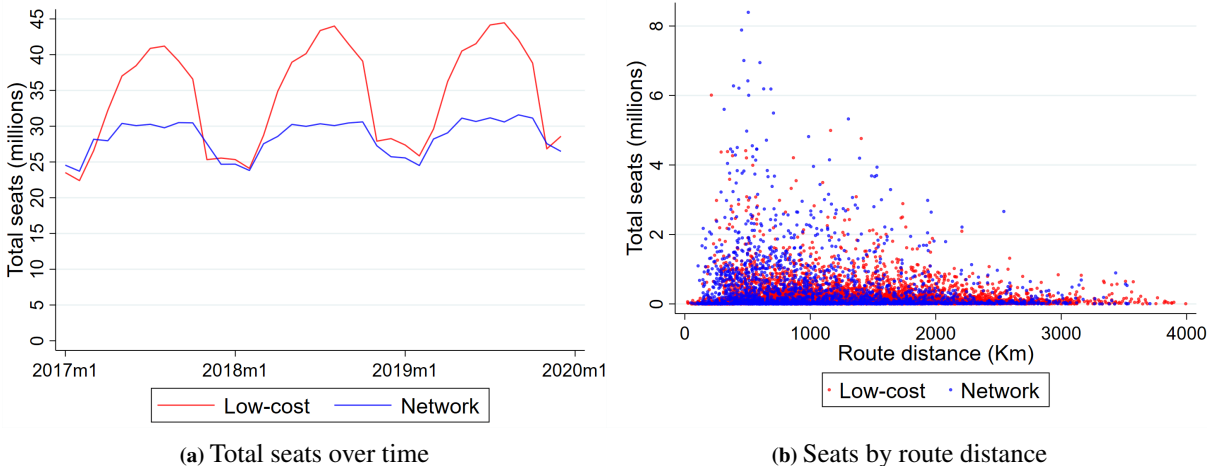 Total seats (millions)
45
40
35
30
25
20
15
10
5
0
2017m1 2018m1 2019m1 2020m1
Low-cost Network
(a) Total seats over time
Total seats (millions)
8
6
4
2
0
0 1000 2000 3000 4000
Route distance (Km)
Low-cost Network
(b) Seats by route distance